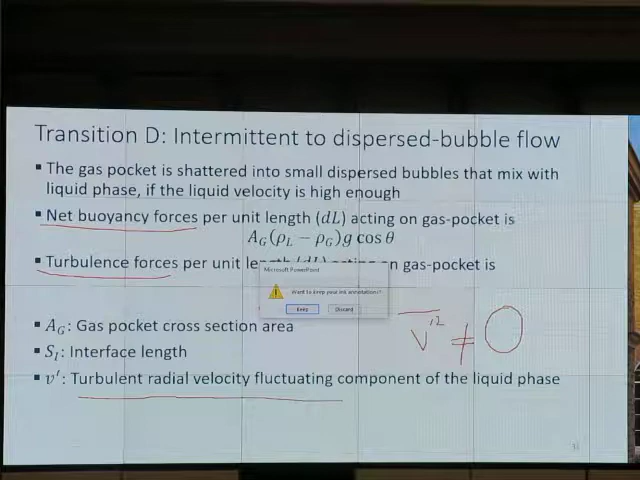 Transition D: Intermittent to dispersed-bubble flow
▪ The gas pocket is shattered into small dispersed bubbles that mix with
liquid phase, if the liquid velocity is high enough
▪ Net buoyancy forces per unit length (dL) acting on gas-pocket is
A_G(ρ_L − ρ_G)g cos θ
▪ Turbulence forces per unit on gas-pocket is
Microsoft PowerPoint
Want to keep your ink annotations?
Keep Discard
▪ A_G: Gas pocket cross section area
▪ S_I: Interface length
▪ v′: Turbulent radial velocity fluctuating component of the liquid phase
v'² ≠ 0